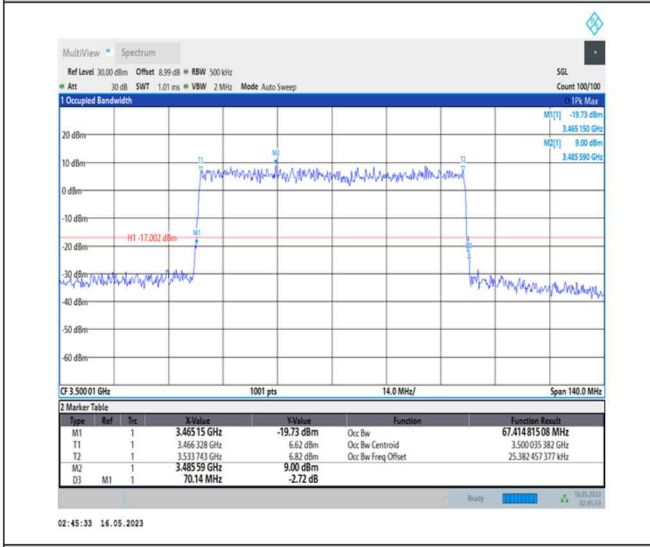 MultiView Spectrum
Ref Level 30.00 dBm Offset 8.99 dB RBW 500 kHz SGL
Att 30 dB SWT 1.01 ms VBW 2 MHz Mode Auto Sweep Count 100/100
1 Occupied Bandwidth 1Pk Max
M1[1] -19.73 dBm
3.465 150 GHz
M2[1] 9.00 dBm
3.485 590 GHz
20 dBm
M2
T1
T2
10 dBm
0 dBm
-10 dBm
M1
H1 -17.002 dBm
-20 dBm
D3
-30 dBm
-40 dBm
-50 dBm
-60 dBm
CF 3.500 01 GHz 1001 pts 14.0 MHz/ Span 140.0 MHz
2 Marker Table
Type Ref Trc X-Value Y-Value Function Function Result
M1 1 3.465 15 GHz -19.73 dBm Occ Bw 67.414 815 08 MHz
T1 1 3.466 328 GHz 6.62 dBm Occ Bw Centroid 3.500 035 382 GHz
T2 1 3.533 743 GHz 6.82 dBm Occ Bw Freq Offset 25.382 457 377 kHz
M2 1 3.485 59 GHz 9.00 dBm
D3 M1 1 70.14 MHz -2.72 dB
Ready 16.05.2023
02:45:33
02:45:33 16.05.2023